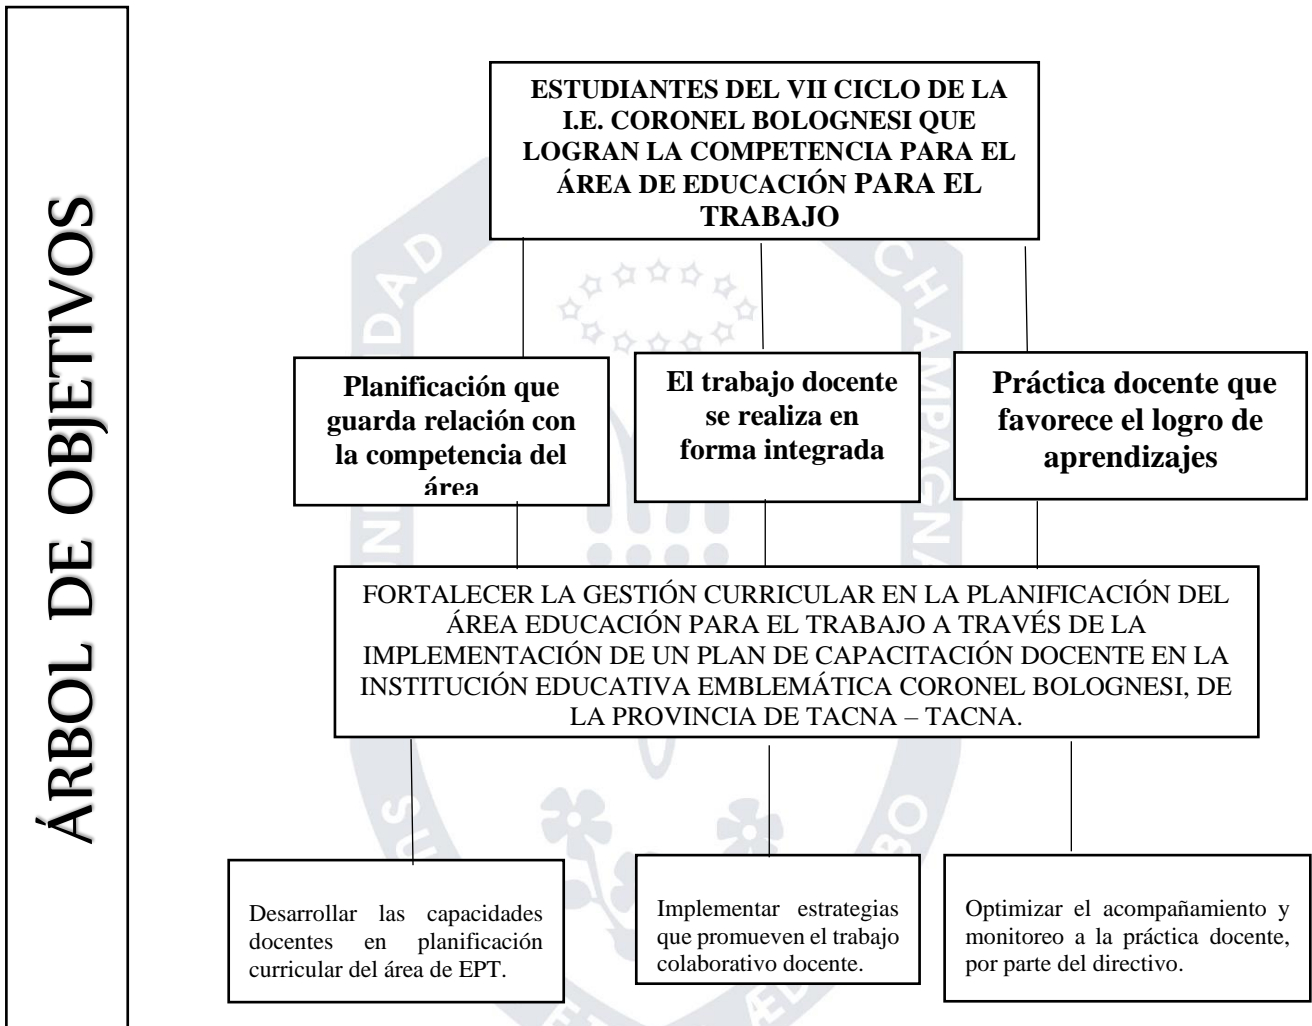 ÁRBOL DE OBJETIVOS
ESTUDIANTES DEL VII CICLO DE LA
I.E. CORONEL BOLOGNESI QUE
LOGRAN LA COMPETENCIA PARA EL
ÁREA DE EDUCACIÓN PARA EL
TRABAJO
Planificación que
guarda relación con
la competencia del
área
El trabajo docente
se realiza en
forma integrada
Práctica docente que
favorece el logro de
aprendizajes
FORTALECER LA GESTIÓN CURRICULAR EN LA PLANIFICACIÓN DEL
ÁREA EDUCACIÓN PARA EL TRABAJO A TRAVÉS DE LA
IMPLEMENTACIÓN DE UN PLAN DE CAPACITACIÓN DOCENTE EN LA
INSTITUCIÓN EDUCATIVA EMBLEMÁTICA CORONEL BOLOGNESI, DE
LA PROVINCIA DE TACNA – TACNA.
Desarrollar las capacidades
docentes en planificación
curricular del área de EPT.
Implementar estrategias
que promueven el trabajo
colaborativo docente.
Optimizar el acompañamiento y
monitoreo a la práctica docente,
por parte del directivo.